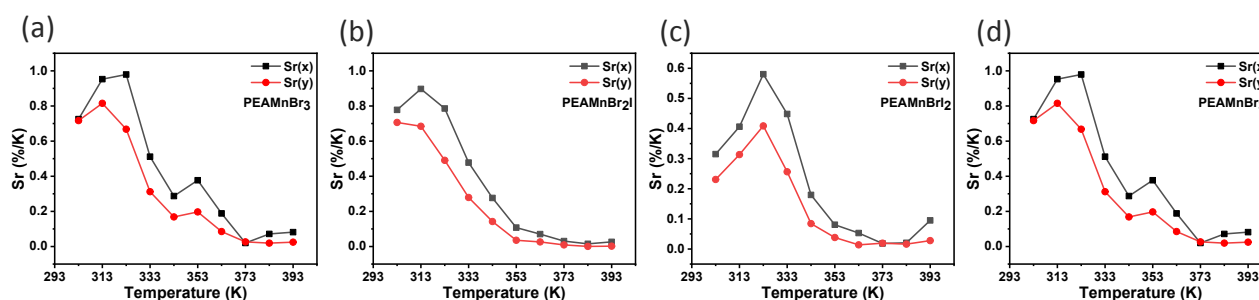 (a)
1.0
0.8
0.6
0.4
0.2
0.0
Sr (%/K)
Sr(x)
Sr(y)
PEAMnBr3
293 313 333 353 373 393
Temperature (K)
(b)
1.0
0.8
0.6
0.4
0.2
0.0
Sr (%/K)
Sr(x)
Sr(y)
PEAMnBr2I
293 313 333 353 373 393
Temperature (K)
(c)
0.6
0.5
0.4
0.3
0.2
0.1
0.0
Sr (%/K)
Sr(x)
Sr(y)
PEAMnBrI2
293 313 333 353 373 393
Temperature (K)
(d)
1.0
0.8
0.6
0.4
0.2
0.0
Sr (%/K)
Sr(x
Sr(y
PEAMnBr
293 313 333 353 373 393
Temperature (K)